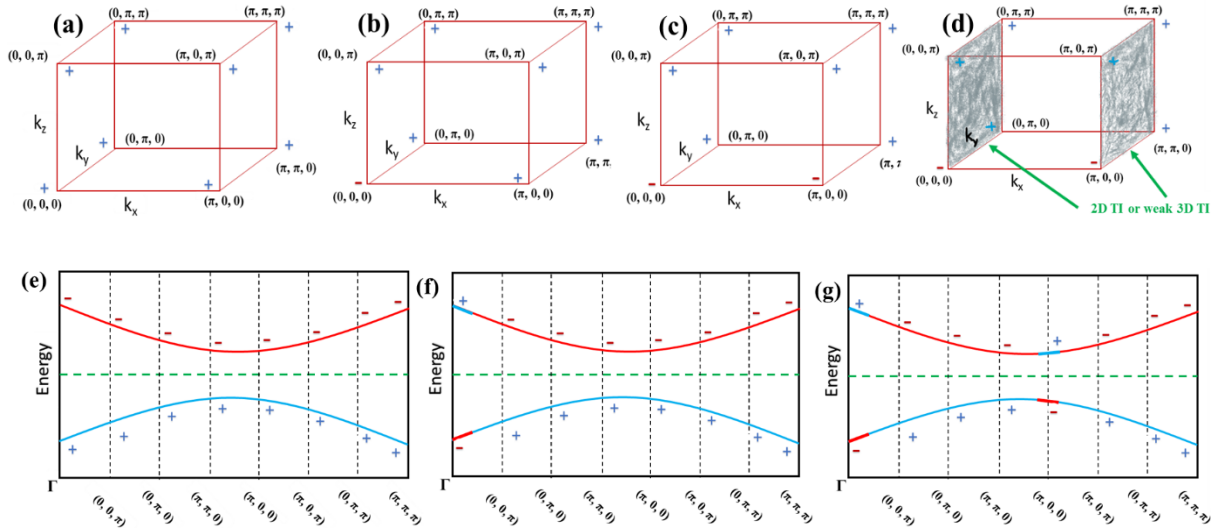 (a)
(0, π, π)
(π, π, π)
(0, 0, π)
(π, 0, π)
+
+
+
+
k_z
(0, π, 0)
+
+
k_y
(π, π, 0)
+
+
(0, 0, 0)
k_x
(π, 0, 0)
(b)
(0, π, π)
(π, π, π)
(0, 0, π)
(π, 0, π)
+
+
+
+
k_z
(0, π, 0)
+
+
k_y
(π, π
-
+
(0, 0, 0)
k_x
(π, 0, 0)
(c)
(0, π, π)
(π, π, π)
(0, 0, π)
(π, 0, π)
+
+
+
+
k_z
(0, π, 0)
+
+
k_y
(π,
-
-
(0, 0, 0)
k_x
(π, 0, 0)
(d)
(0, π, π)
(π, π, π)
(0, 0, π)
(π, 0, π)
+
+
+
+
k_z
(0, π, 0)
+
+
k_y
(π, π, 0)
-
-
(0, 0, 0)
k_x
(π, 0, 0)
2D TI or weak 3D TI
(e)
Energy
- - - - - - - -
+ + + + + + + +
Γ
(0, 0, π)
(0, π, 0)
(π, π, 0)
(π, 0, 0)
(π, 0, π)
(0, π, π)
(π, π, π)
(f)
Energy
+ - - - - - - -
- + + + + + + +
Γ
(0, 0, π)
(0, π, 0)
(π, π, 0)
(π, 0, 0)
(π, 0, π)
(0, π, π)
(π, π, π)
(g)
Energy
+ - - - + - - -
- + + + - + + +
Γ
(0, 0, π)
(0, π, 0)
(π, π, 0)
(π, 0, 0)
(π, 0, π)
(0, π, π)
(π, π, π)